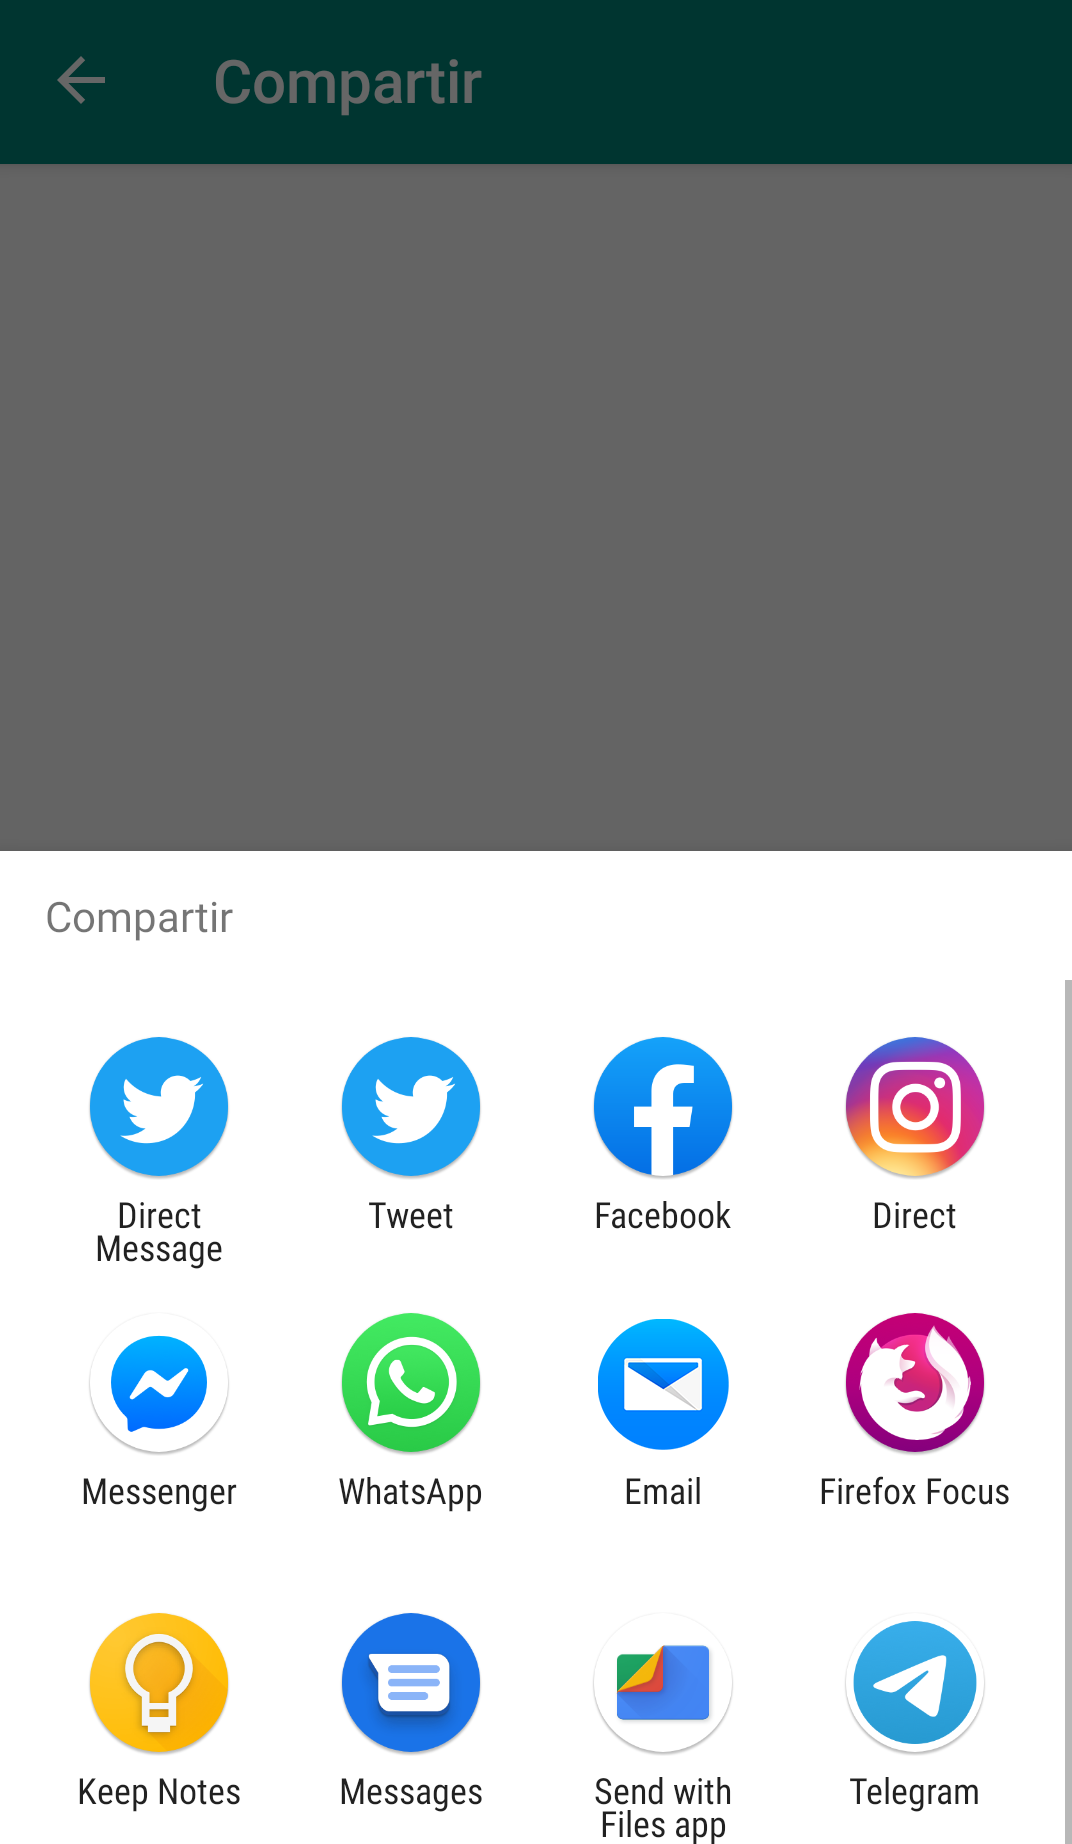 Compartir
Compartir
Direct
Message
Tweet
Facebook
Direct
Messenger
WhatsApp
Email
Firefox Focus
Keep Notes
Messages
Send with
Files app
Telegram